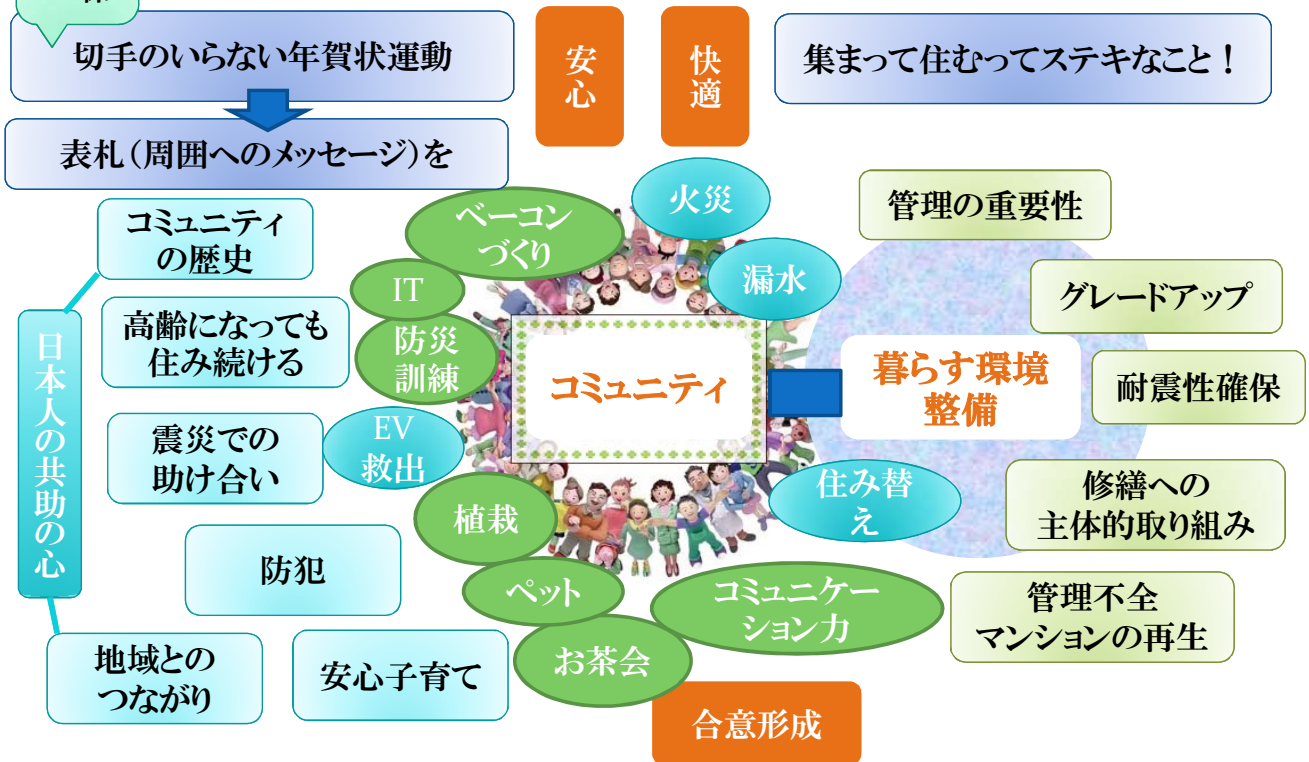 切手のいらない年賀状運動
表札（周囲へのメッセージ）を
安心
快適
集まって住むってステキなこと！
コミュニティ
の歴史
高齢になっても
住み続ける
震災での
助け合い
防犯
地域との
つながり
安心子育て
日本人の共助の心
ベーコン
づくり
IT
防災
訓練
EV
救出
植栽
ペット
お茶会
コミュニケー
ション力
火災
漏水
住み替
え
コミュニティ
暮らす環境
整備
管理の重要性
グレードアップ
耐震性確保
修繕への
主体的取り組み
管理不全
マンションの再生
合意形成